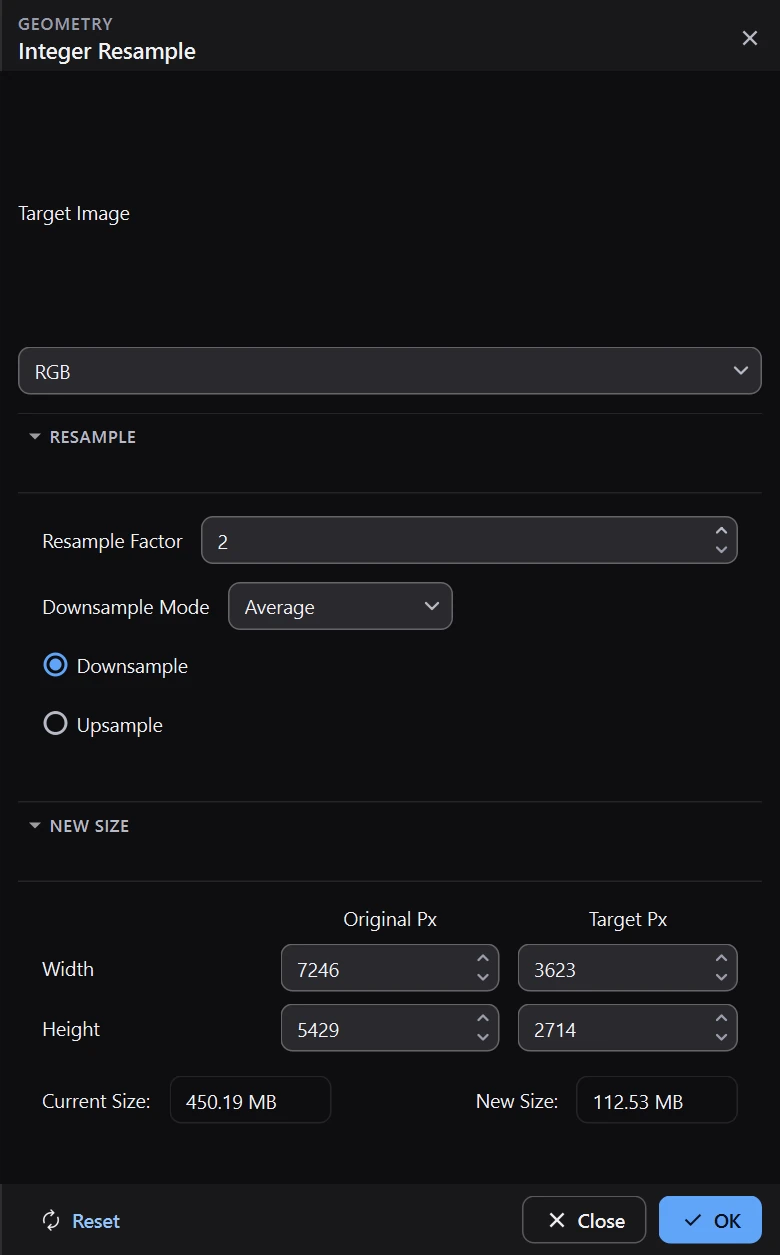 GEOMETRY
Integer Resample
Target Image
RGB
RESAMPLE
Resample Factor 2
Downsample Mode Average
Downsample
Upsample
NEW SIZE
Original Px Target Px
Width 7246 3623
Height 5429 2714
Current Size: 450.19 MB New Size: 112.53 MB
Reset Close OK